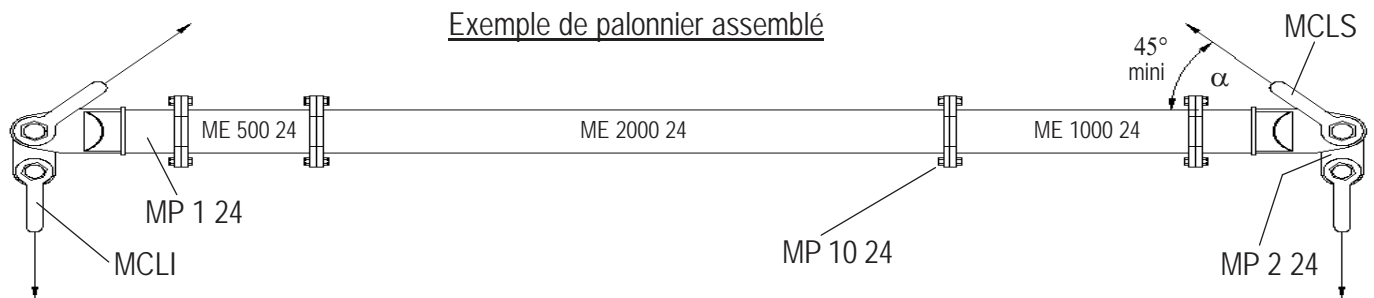 Exemple de palonnier assemblé
MCLS
45°
mini
α
ME 500 24
ME 2000 24
ME 1000 24
MP 1 24
MCLI
MP 10 24
MP 2 24